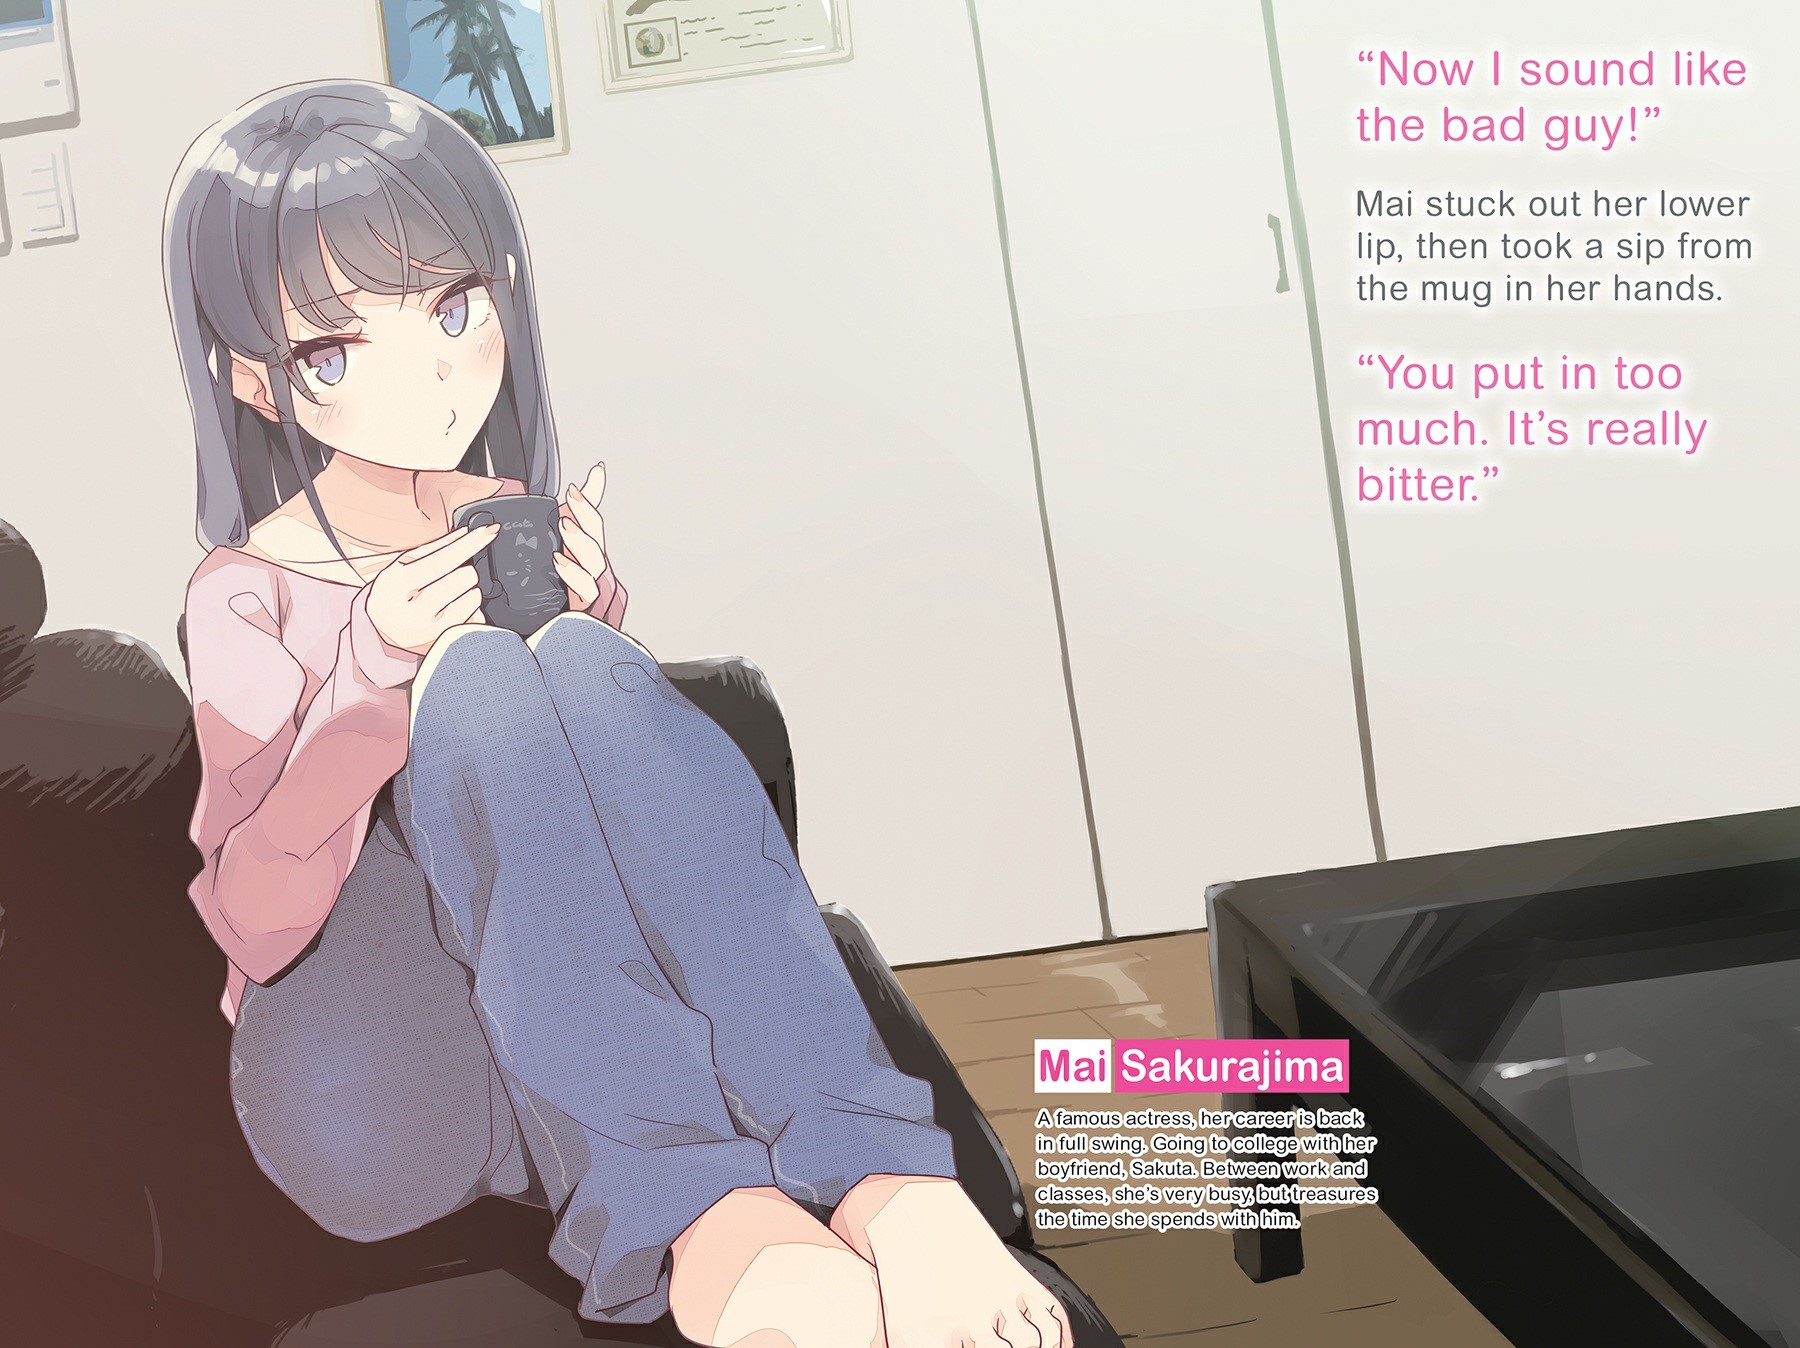 “Now I sound like
the bad guy!”
Mai stuck out her lower
lip, then took a sip from
the mug in her hands.
“You put in too
much. It’s really
bitter.”
cat
Mai Sakurajima
A famous actress, her career is back
in full swing. Going to college with her
boyfriend, Sakuta. Between work and
classes, she’s very busy, but treasures
the time she spends with him.